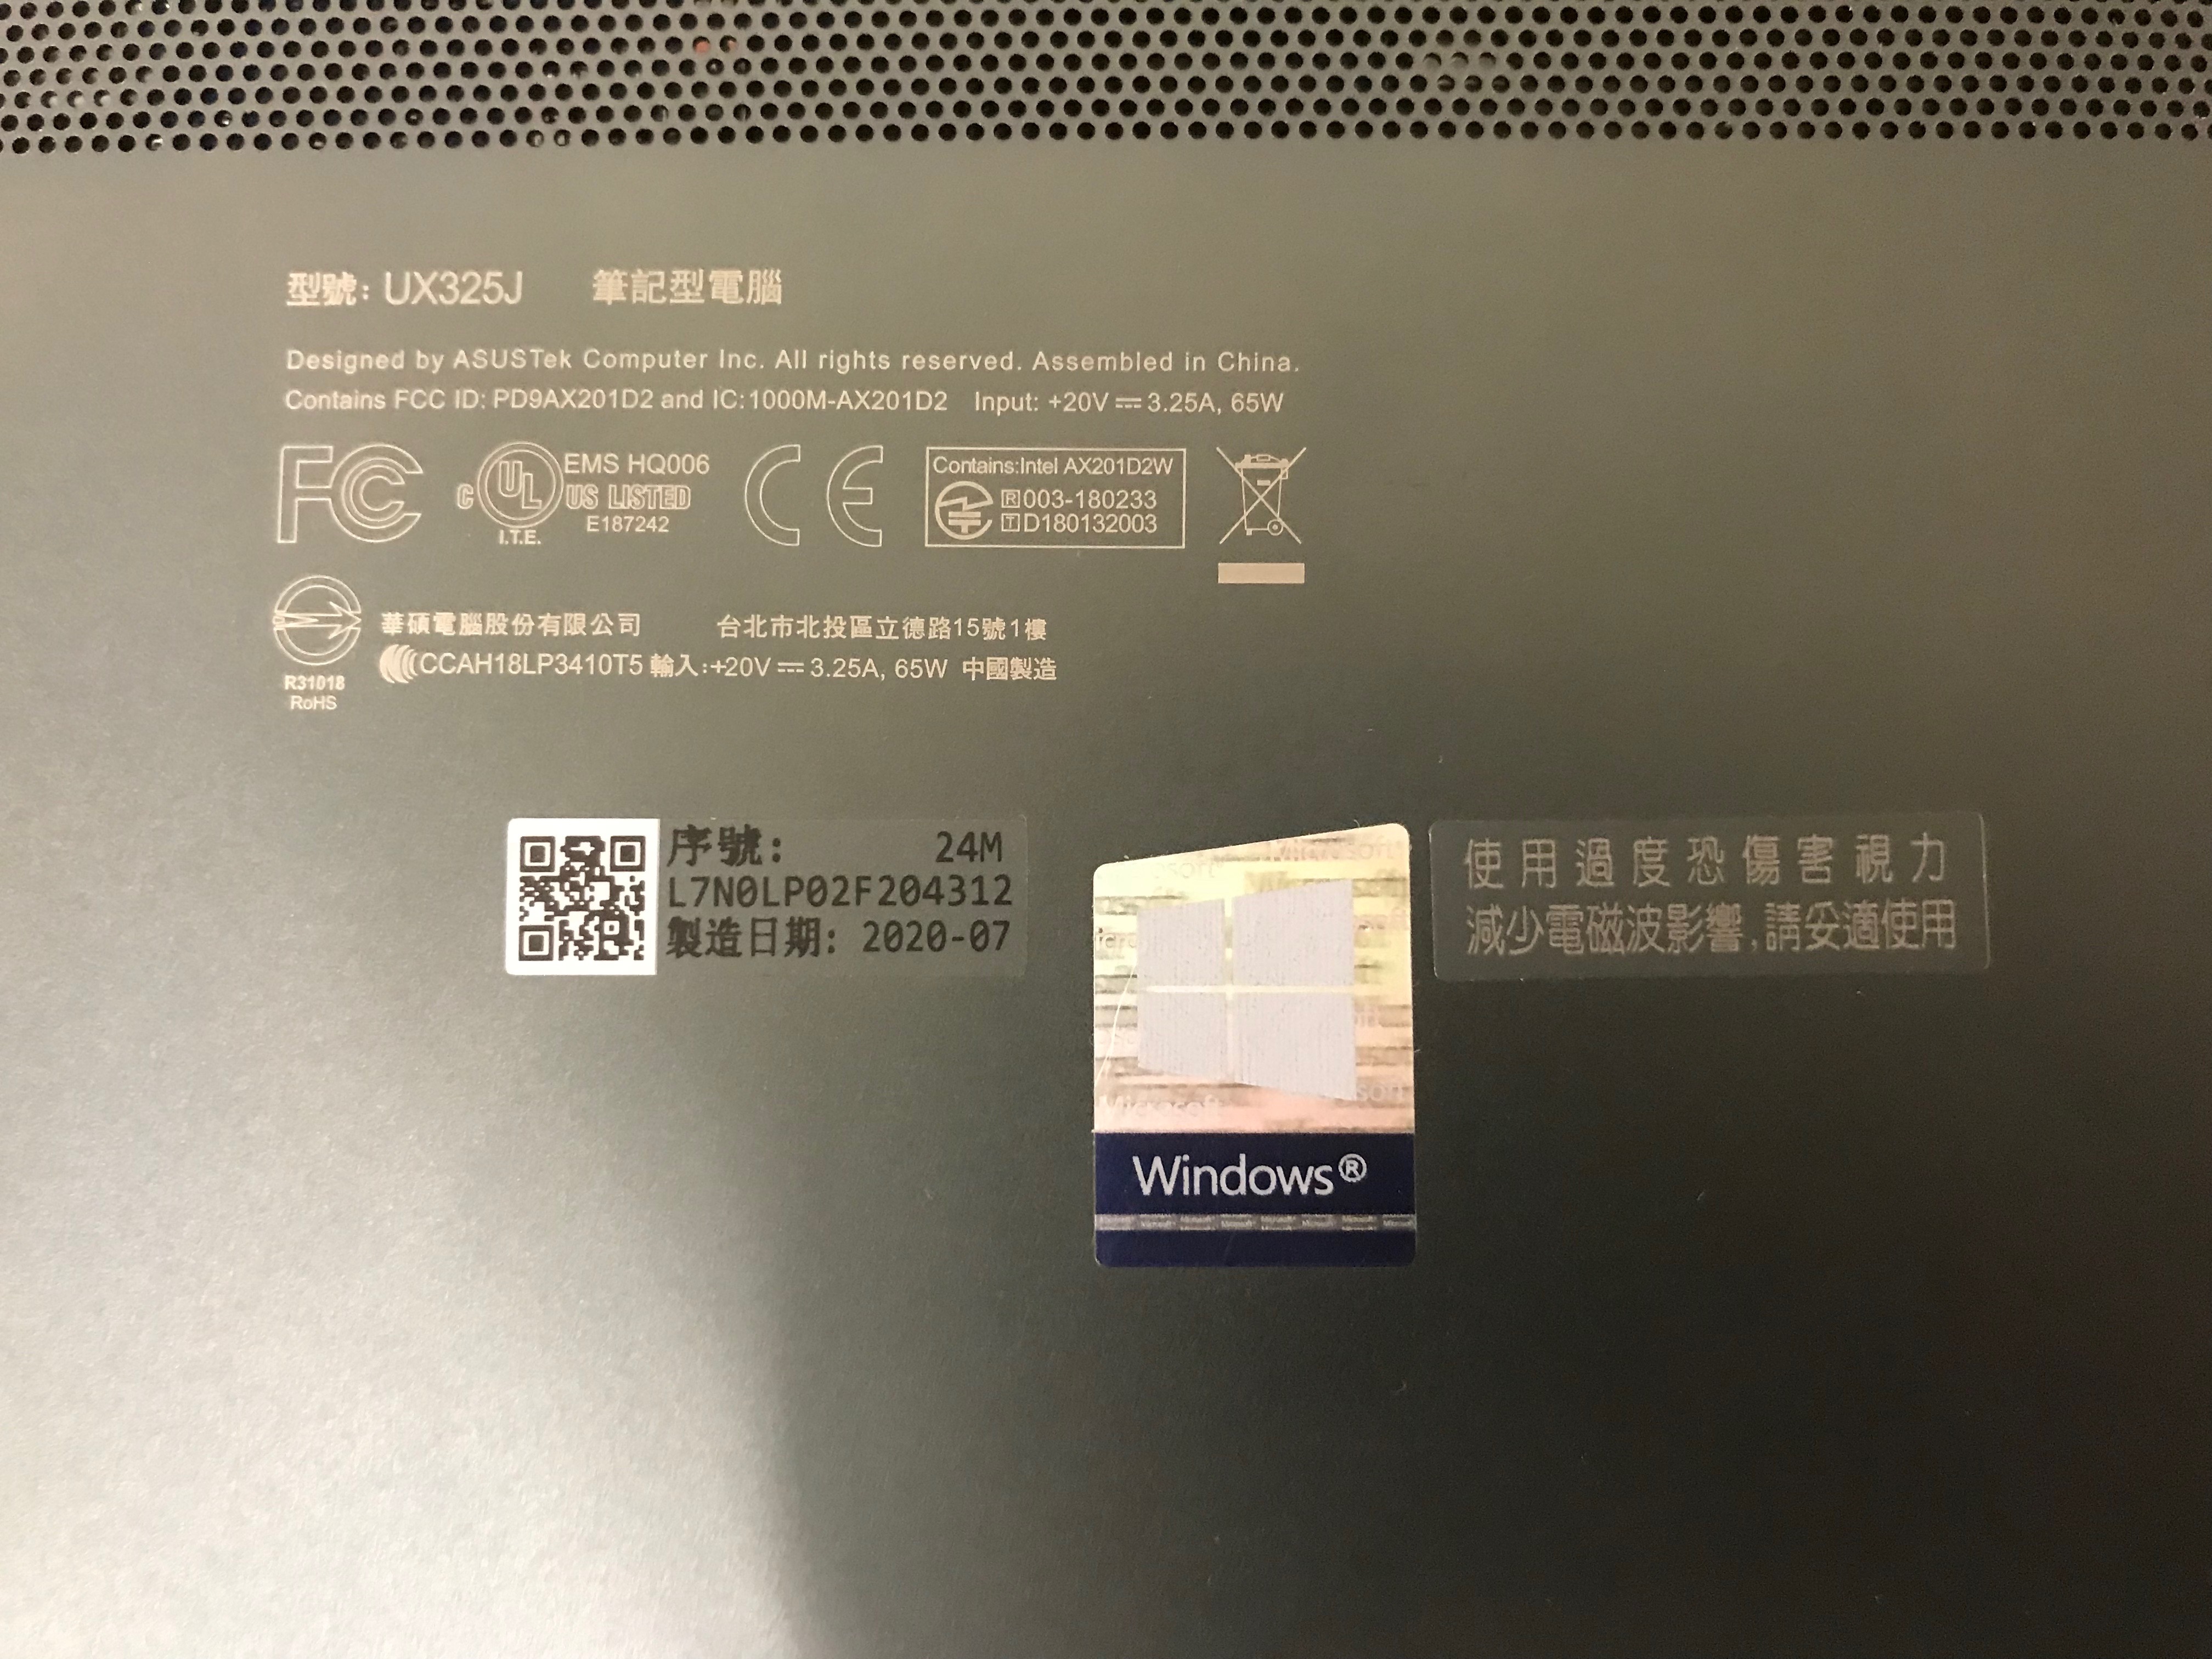 型號: UX325J 筆記型電腦
Designed by ASUSTek Computer Inc. All rights reserved. Assembled in China.
Contains FCC ID: PD9AX201D2 and IC:1000M-AX201D2 Input: +20V ⎓ 3.25A, 65W
FC
C UL US LISTED
EMS HQ006
E187242
I.T.E.
CE
Contains:Intel AX201D2W
R 003-180233
T D180132003
華碩電腦股份有限公司 台北市北投區立德路15號1樓
CCAH18LP3410T5 輸入:+20V ⎓ 3.25A, 65W 中國製造
R31018
RoHS
序號: 24M
L7N0LP02F204312
製造日期: 2020-07
Microsoft
Windows®
使用過度恐傷害視力
減少電磁波影響,請妥適使用